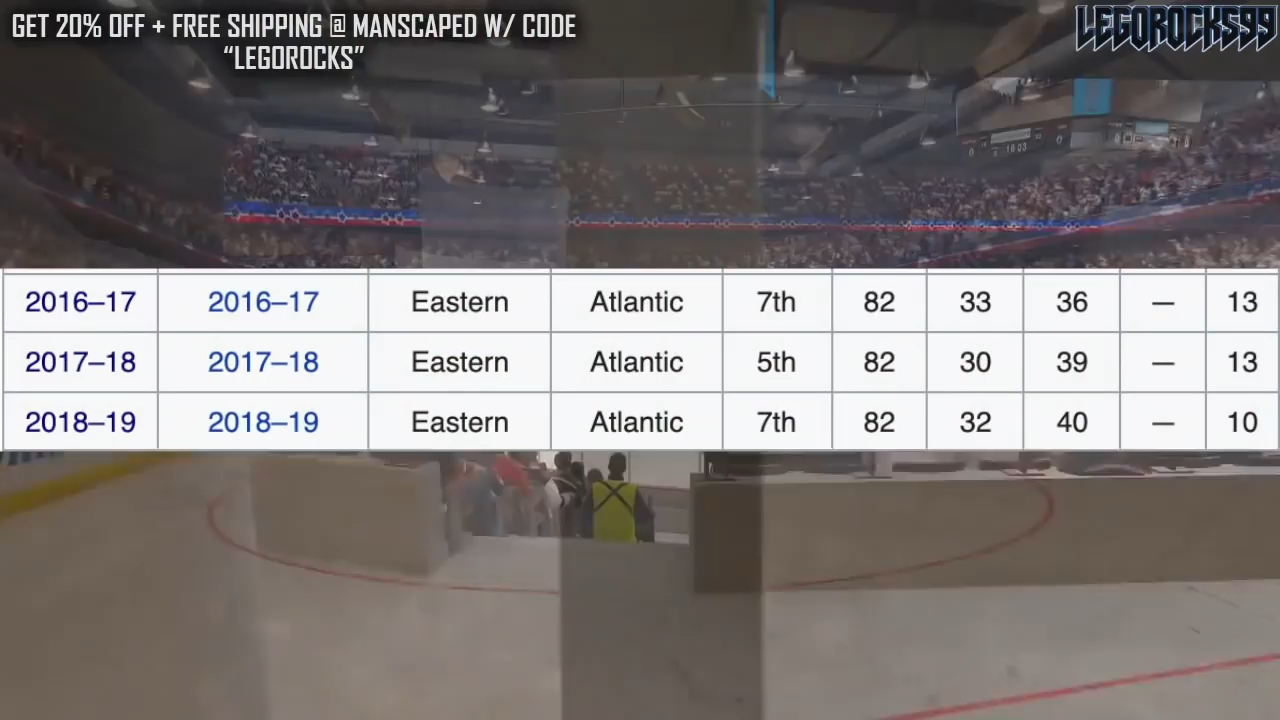 GET 20% OFF + FREE SHIPPING @ MANSCAPED W/ CODE
“LEGOROCKS”
LEGOROCKS99
2016–17 2016–17 Eastern Atlantic 7th 82 33 36 — 13
2017–18 2017–18 Eastern Atlantic 5th 82 30 39 — 13
2018–19 2018–19 Eastern Atlantic 7th 82 32 40 — 10